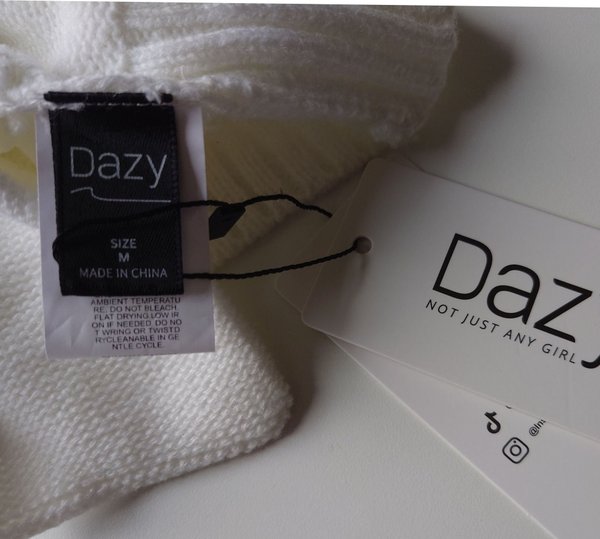 Dazy
SIZE
M
MADE IN CHINA
AMBIENT TEMPERATU
RE, DO NOT BLEACH.
FLAT DRYING.LOW IR
ON IF NEEDED. DO NO
T WRING OR TWISTD
RYCLEANABLE IN GE
NTLE CYCLE.
Daz
NOT JUST ANY GIRL